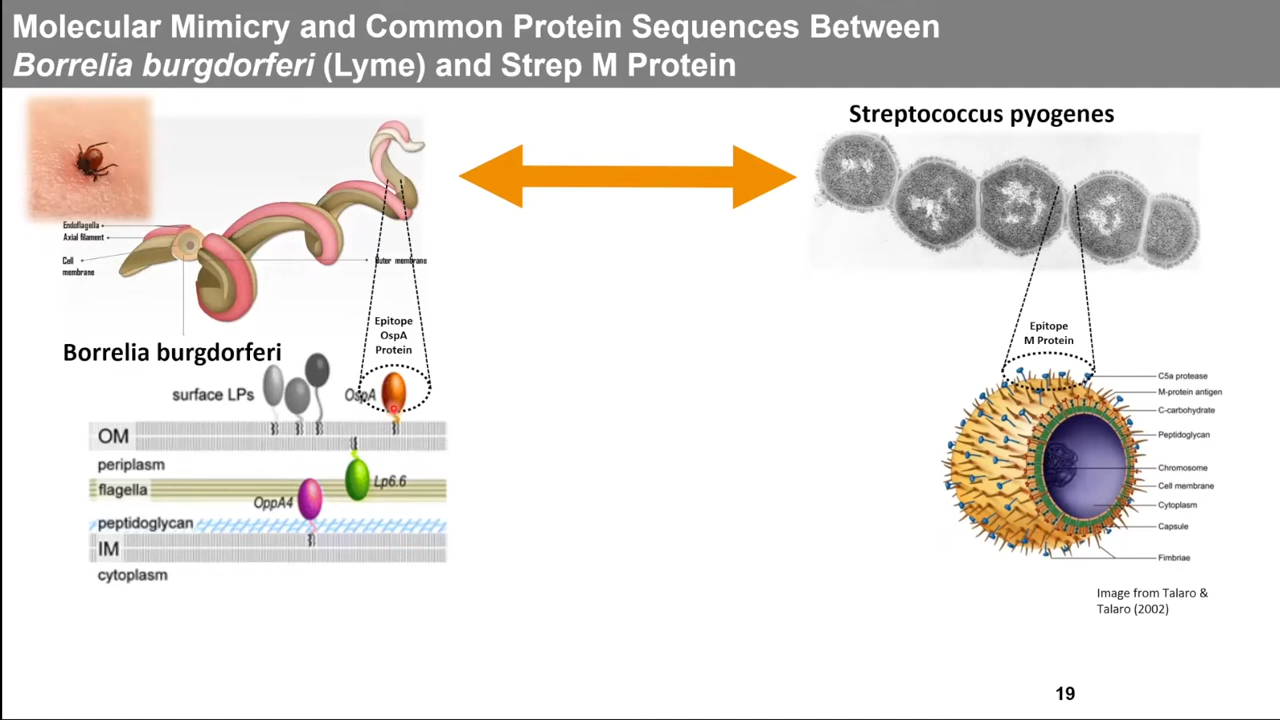 Molecular Mimicry and Common Protein Sequences Between
Borrelia burgdorferi (Lyme) and Strep M Protein
Streptococcus pyogenes
Endoflagella
Axial filament
Cell
membrane
Outer membrane
Epitope
OspA
Protein
Borrelia burgdorferi
surface LPs
OspA
OM
periplasm
flagella
Lp6.6
OppA4
peptidoglycan
IM
cytoplasm
Epitope
M Protein
C5a protease
M-protein antigen
C-carbohydrate
Peptidoglycan
Chromosome
Cell membrane
Cytoplasm
Capsule
Fimbriae
Image from Talaro &
Talaro (2002)
19